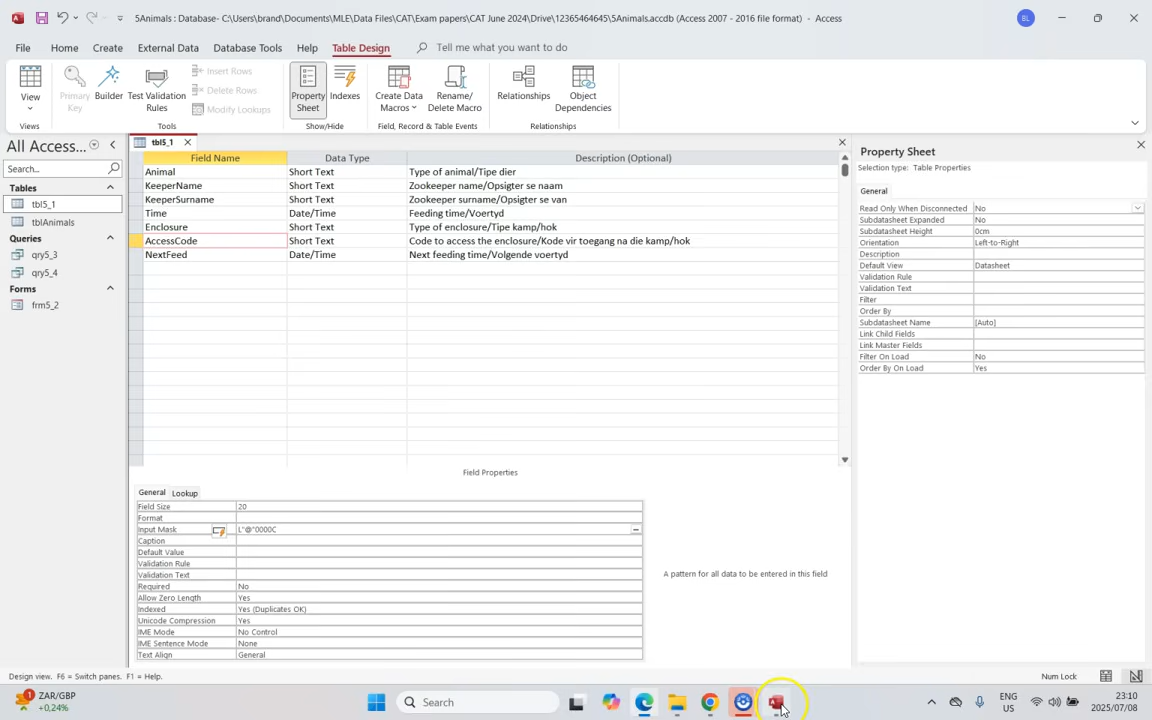 5Animals : Database- C:\Users\brand\Documents\MLE\Data Files\CAT\Exam papers\CAT June 2024\Drive\12365464645\5Animals.accdb (Access 2007 - 2016 file format) - Access
BL
File Home Create External Data Database Tools Help Table Design Tell me what you want to do
View
Primary Key
Builder
Test Validation Rules
Insert Rows
Delete Rows
Modify Lookups
Property Sheet
Indexes
Create Data Macros
Rename/ Delete Macro
Relationships
Object Dependencies
Views Tools Show/Hide Field, Record & Table Events Relationships
All Access...
Search...
Tables
tbl5_1
tblAnimals
Queries
qry5_3
qry5_4
Forms
frm5_2
tbl5_1
Field Name Data Type Description (Optional)
Animal Short Text Type of animal/Tipe dier
KeeperName Short Text Zookeeper name/Opsigter se naam
KeeperSurname Short Text Zookeeper surname/Opsigter se van
Time Date/Time Feeding time/Voertyd
Enclosure Short Text Type of enclosure/Tipe kamp/hok
AccessCode Short Text Code to access the enclosure/Kode vir toegang na die kamp/hok
NextFeed Date/Time Next feeding time/Volgende voertyd
Field Properties
General Lookup
Field Size 20
Format
Input Mask L"@"0000C
Caption
Default Value
Validation Rule
Validation Text
Required No
Allow Zero Length Yes
Indexed Yes (Duplicates OK)
Unicode Compression Yes
IME Mode No Control
IME Sentence Mode None
Text Align General
A pattern for all data to be entered in this field
Property Sheet
Selection type: Table Properties
General
Read Only When Disconnected No
Subdatasheet Expanded No
Subdatasheet Height 0cm
Orientation Left-to-Right
Description
Default View Datasheet
Validation Rule
Validation Text
Filter
Order By
Subdatasheet Name [Auto]
Link Child Fields
Link Master Fields
Filter On Load No
Order By On Load Yes
Design view. F6 = Switch panes. F1 = Help. Num Lock
1
ZAR/GBP
+0,24%
Search
ENG
US
23:10
2025/07/08